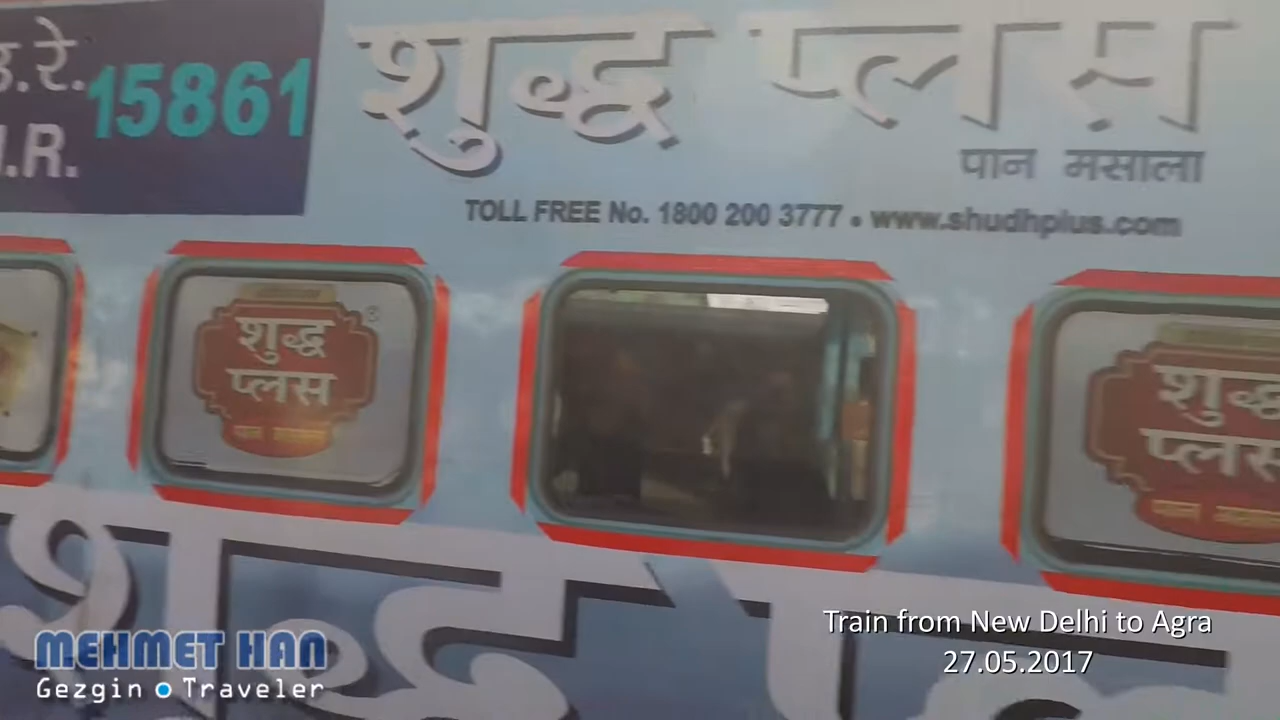 उ.रे. 15861
N.R.
शुद्ध प्लस
पान मसाला
TOLL FREE No. 1800 200 3777 • www.shudhplus.com
शुद्ध
प्लस
पान मसाला
शुद्ध
प्लस
पान मसाला
शुद्ध
Train from New Delhi to Agra
27.05.2017
MEHMET HAN
Gezgin Traveler